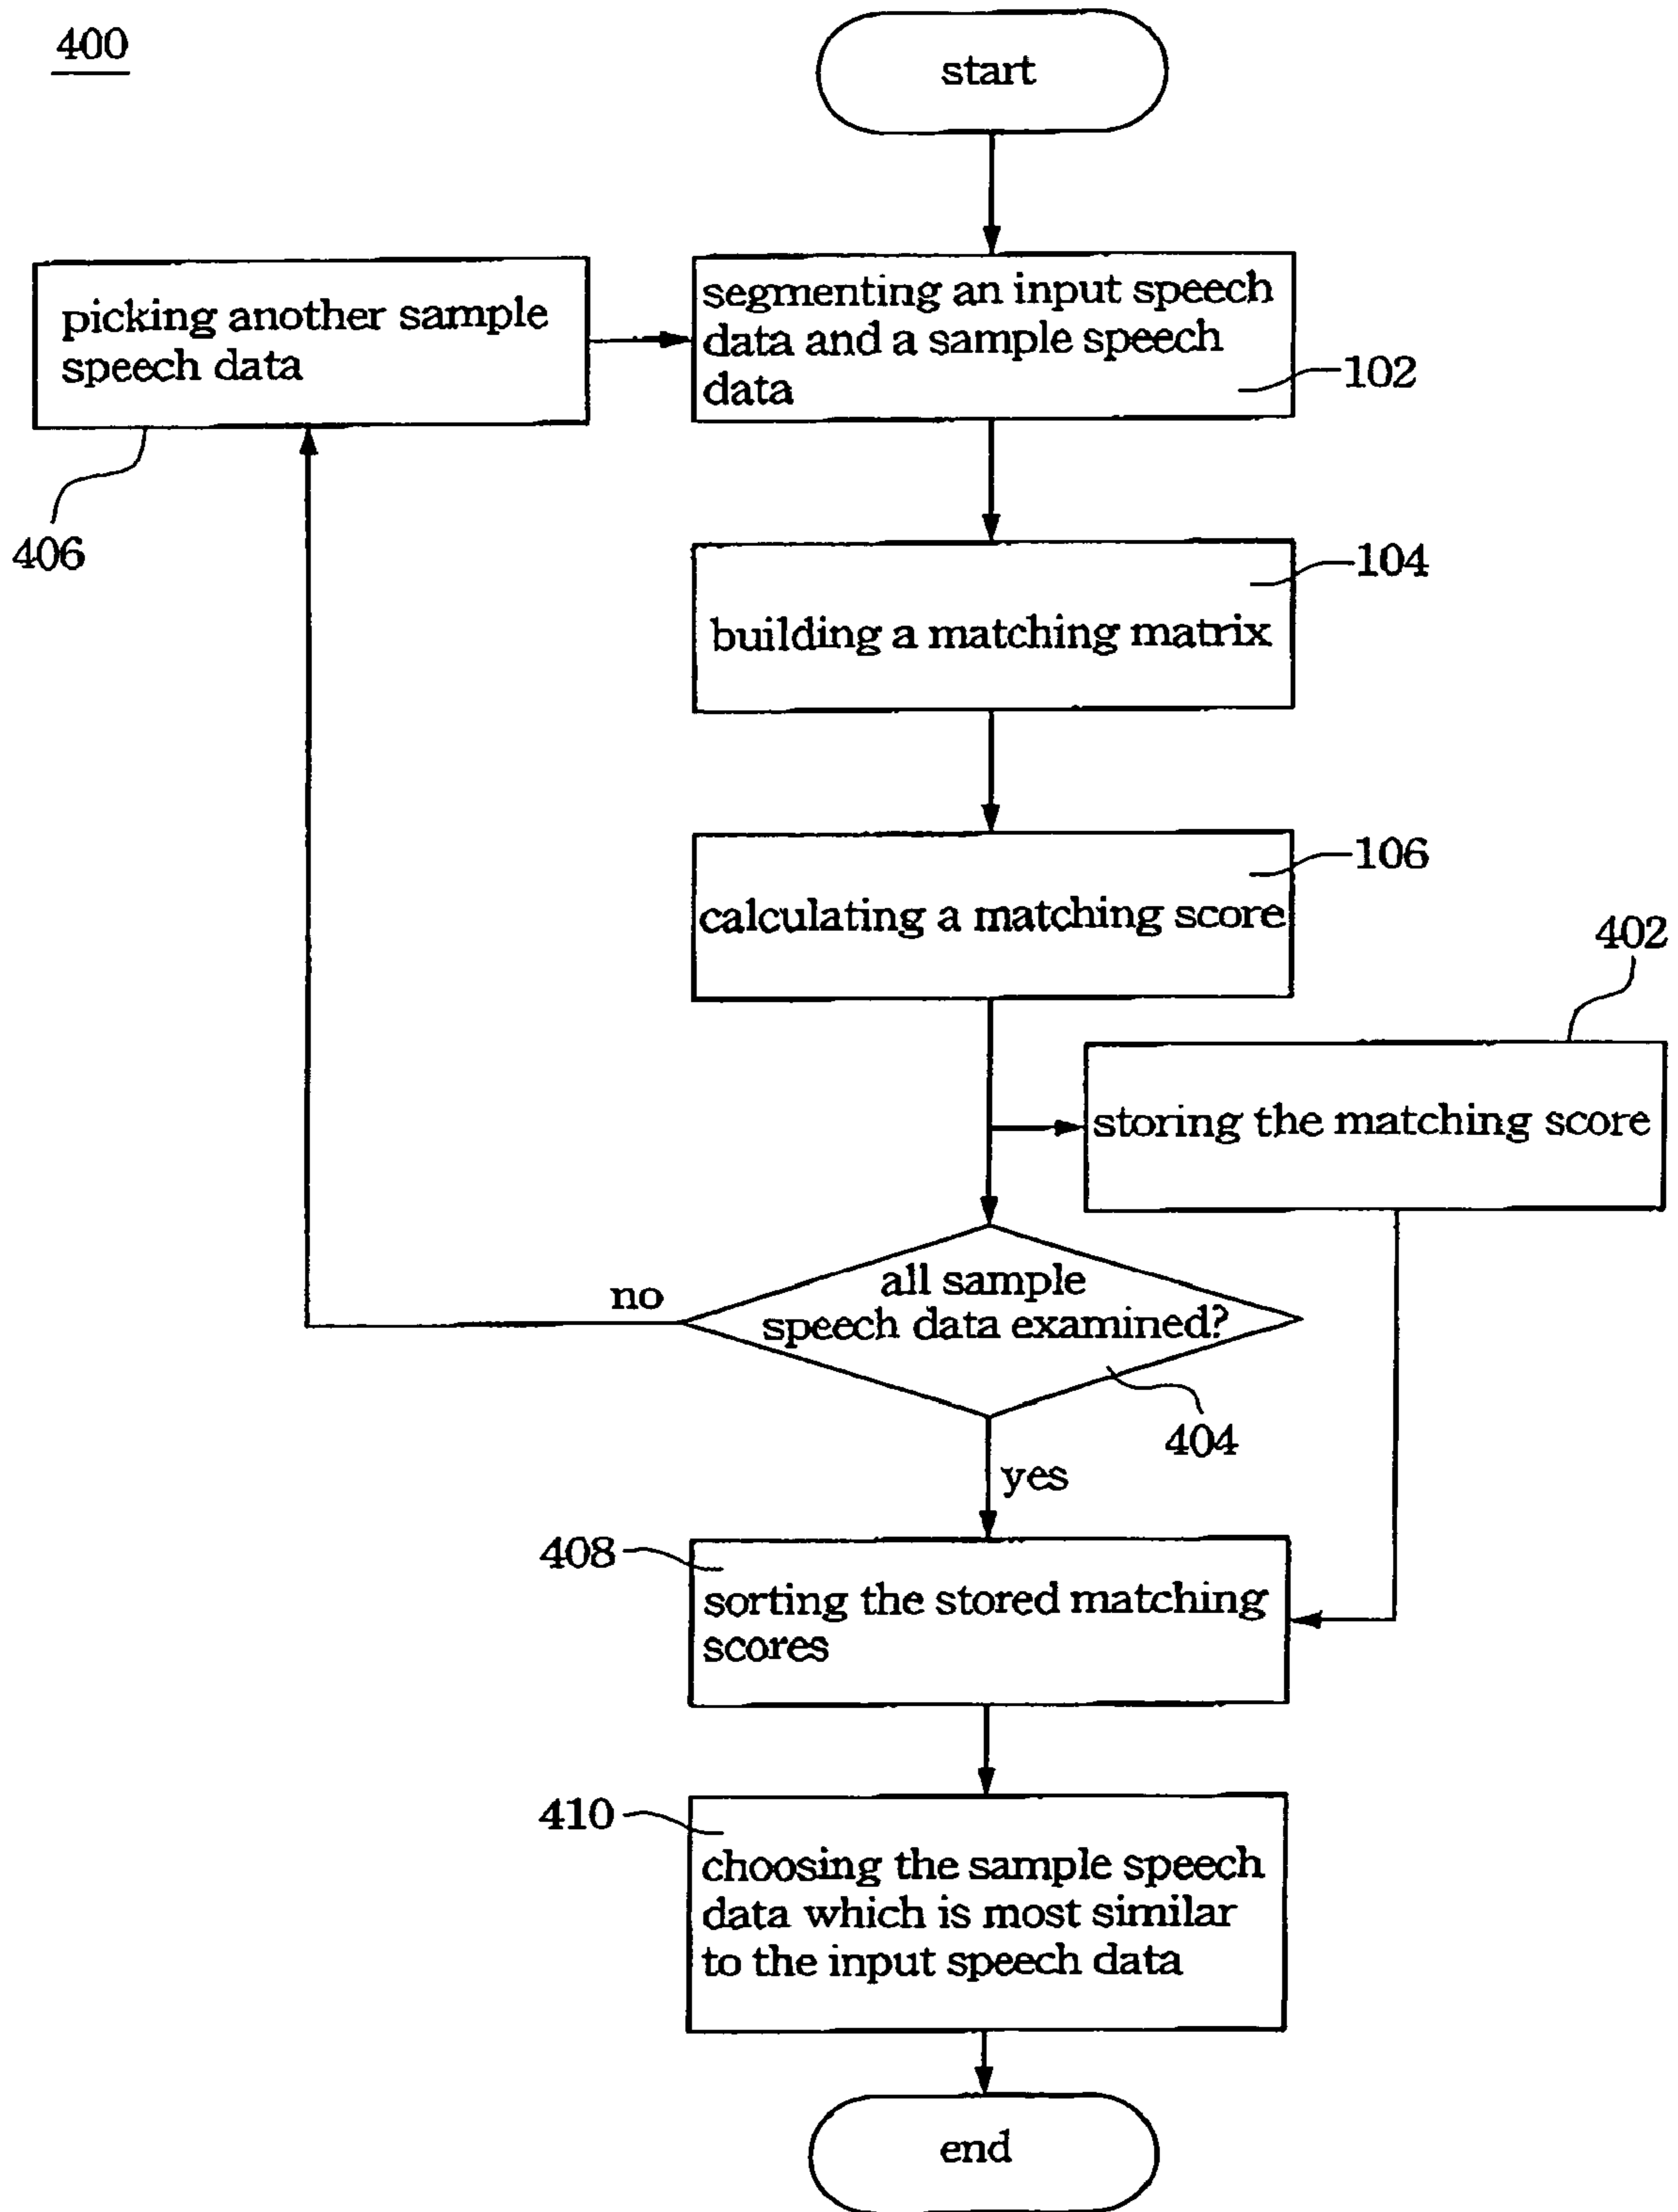 400
start
picking another sample
speech data
406
segmenting an input speech
data and a sample speech
data
102
104
building a matching matrix
106
calculating a matching score
402
storing the matching score
all sample
speech data examined?
no
404
yes
408
sorting the stored matching
scores
410
choosing the sample speech
data which is most similar
to the input speech data
end